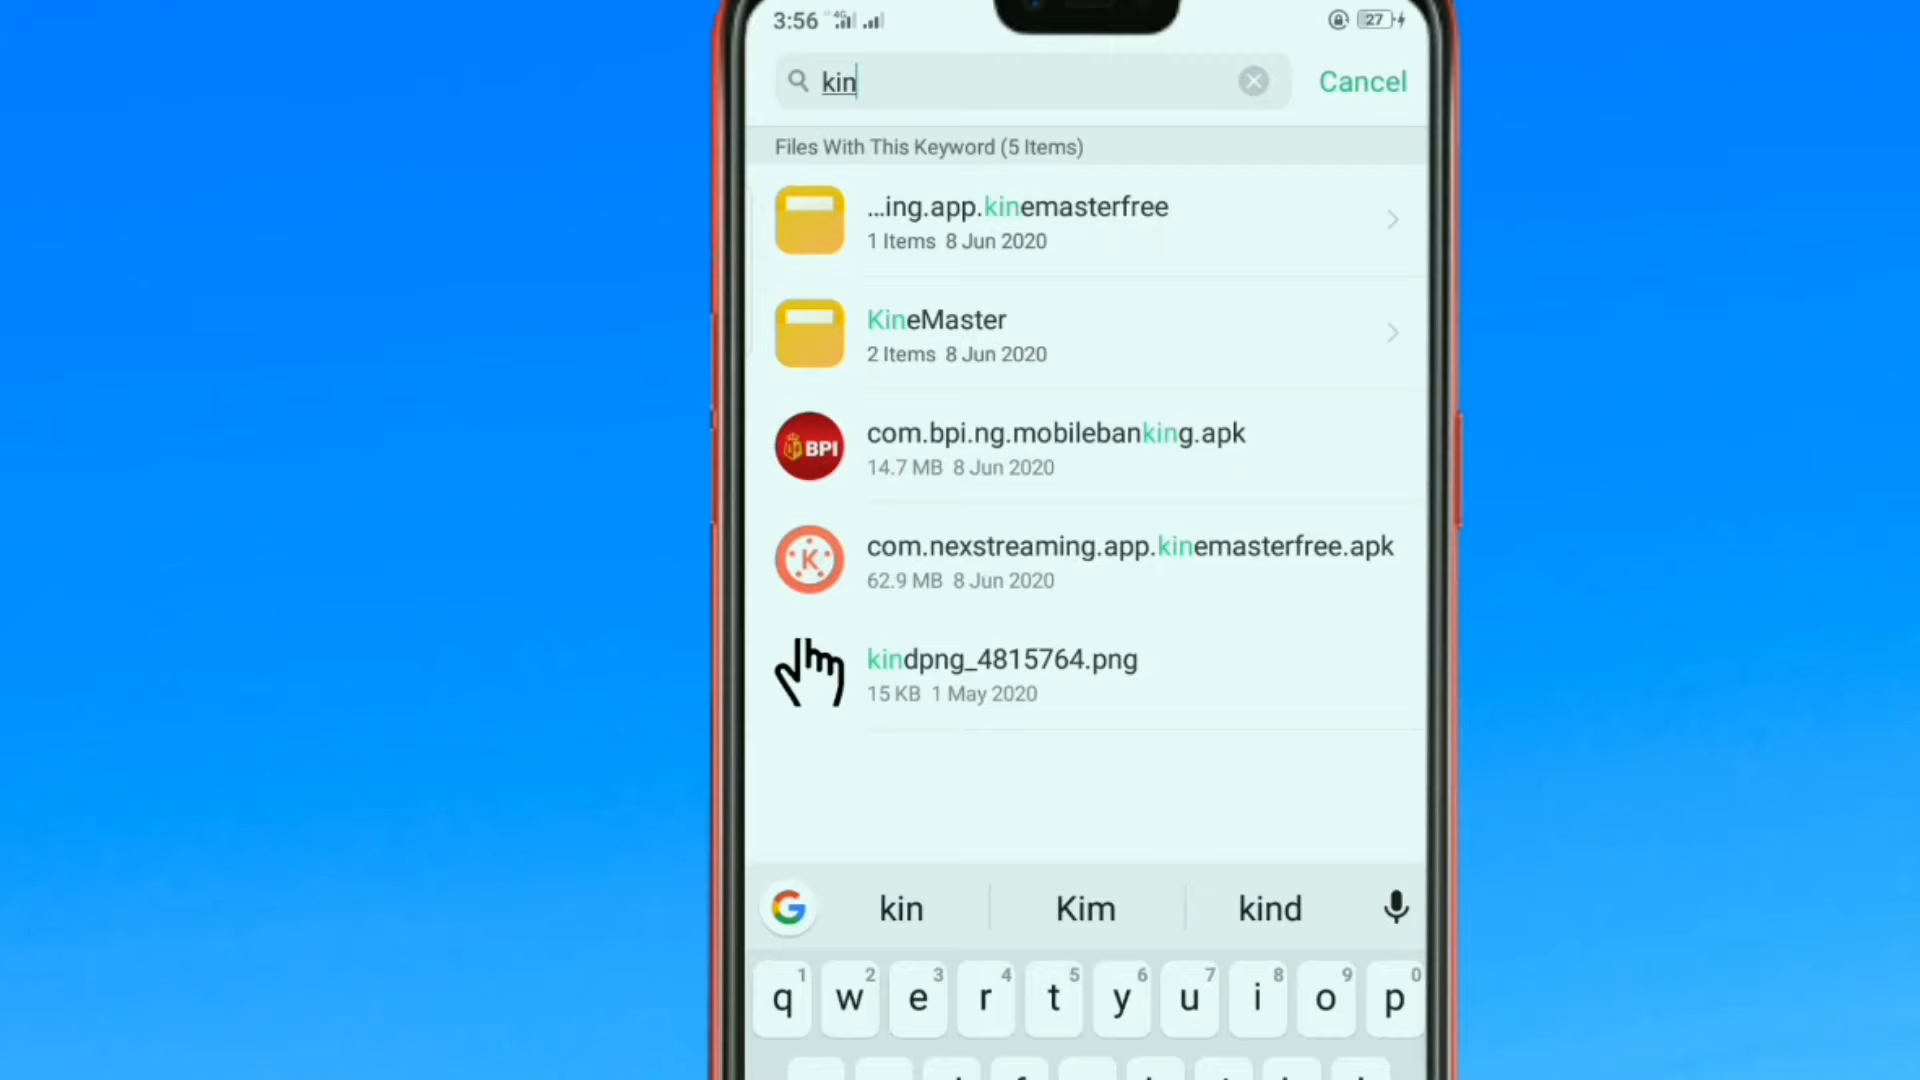 3:56 4G 27
kin Cancel
Files With This Keyword (5 Items)
...ing.app.kinemasterfree
1 Items 8 Jun 2020
KineMaster
2 Items 8 Jun 2020
BPI
com.bpi.ng.mobilebanking.apk
14.7 MB 8 Jun 2020
K
com.nexstreaming.app.kinemasterfree.apk
62.9 MB 8 Jun 2020
kindpng_4815764.png
15 KB 1 May 2020
G kin Kim kind
1 2 3 4 5 6 7 8 9 0
q w e r t y u i o p